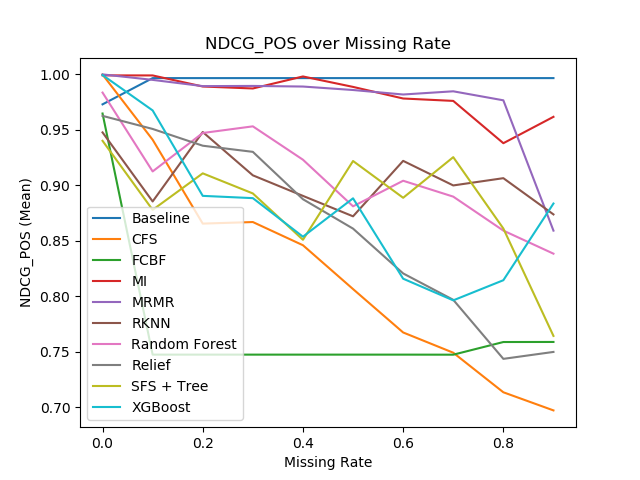 NDCG_POS over Missing Rate
NDCG_POS (Mean)
1.00
0.95
0.90
0.85
0.80
0.75
0.70
Baseline
CFS
FCBF
MI
MRMR
RKNN
Random Forest
Relief
SFS + Tree
XGBoost
0.0
0.2
0.4
0.6
0.8
Missing Rate